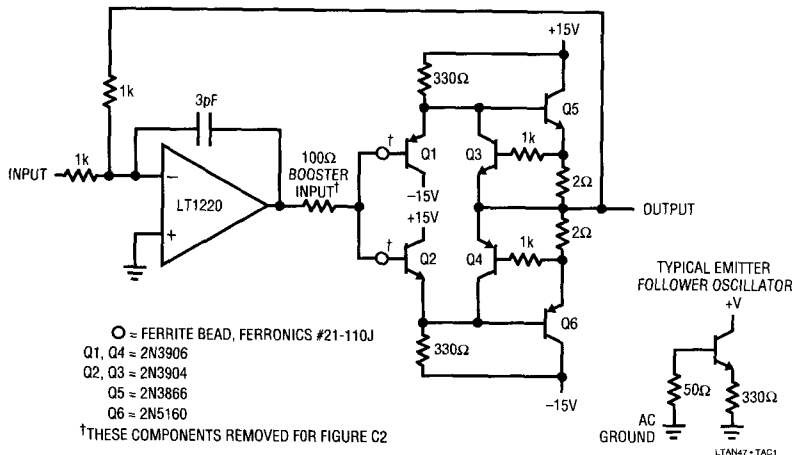 +15V
330Ω
Q5
1k
3pF
1k
INPUT
1k
−
LT1220
+
100Ω
BOOSTER
INPUT†
†
Q1
−15V
Q3
1k
2Ω
OUTPUT
+15V
†
Q2
Q4
1k
2Ω
Q6
330Ω
−15V
TYPICAL EMITTER
FOLLOWER OSCILLATOR
+V
50Ω
330Ω
AC
GROUND
LTAN47 • TAC1
= FERRITE BEAD, FERRONICS #21-110J
Q1, Q4 = 2N3906
Q2, Q3 = 2N3904
Q5 = 2N3866
Q6 = 2N5160
†THESE COMPONENTS REMOVED FOR FIGURE C2